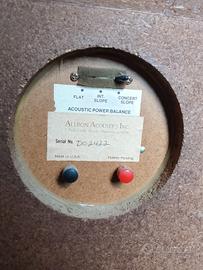 FLAT
INT.
SLOPE
CONCERT
SLOPE
ACOUSTIC POWER BALANCE
ALLISON ACOUSTICS INC.
Serial No. D02422
MADE IN U.S.A.
Patents Pending